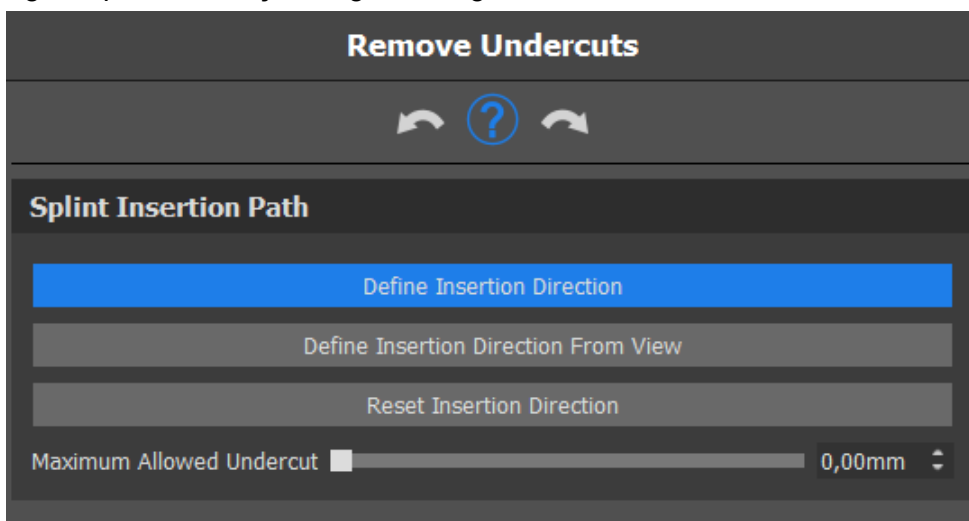 Remove Undercuts
?
Splint Insertion Path
Define Insertion Direction
Define Insertion Direction From View
Reset Insertion Direction
Maximum Allowed Undercut 0,00mm